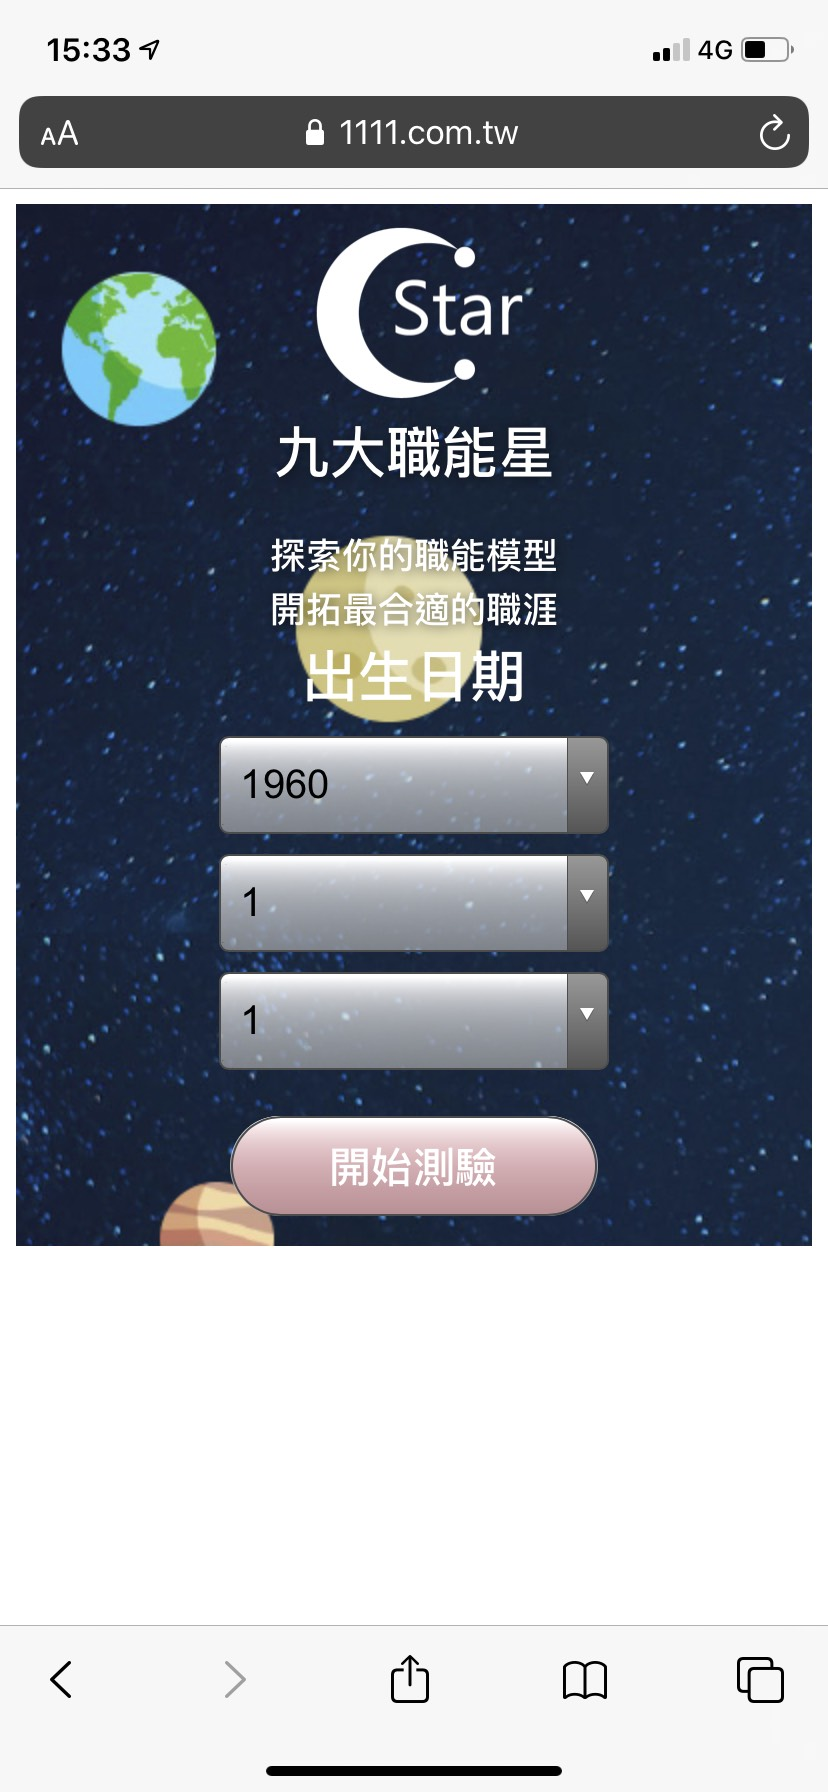 15:33
4G
AA
1111.com.tw
Star
九大職能星
探索你的職能模型
開拓最合適的職涯
出生日期
1960
1
1
開始測驗